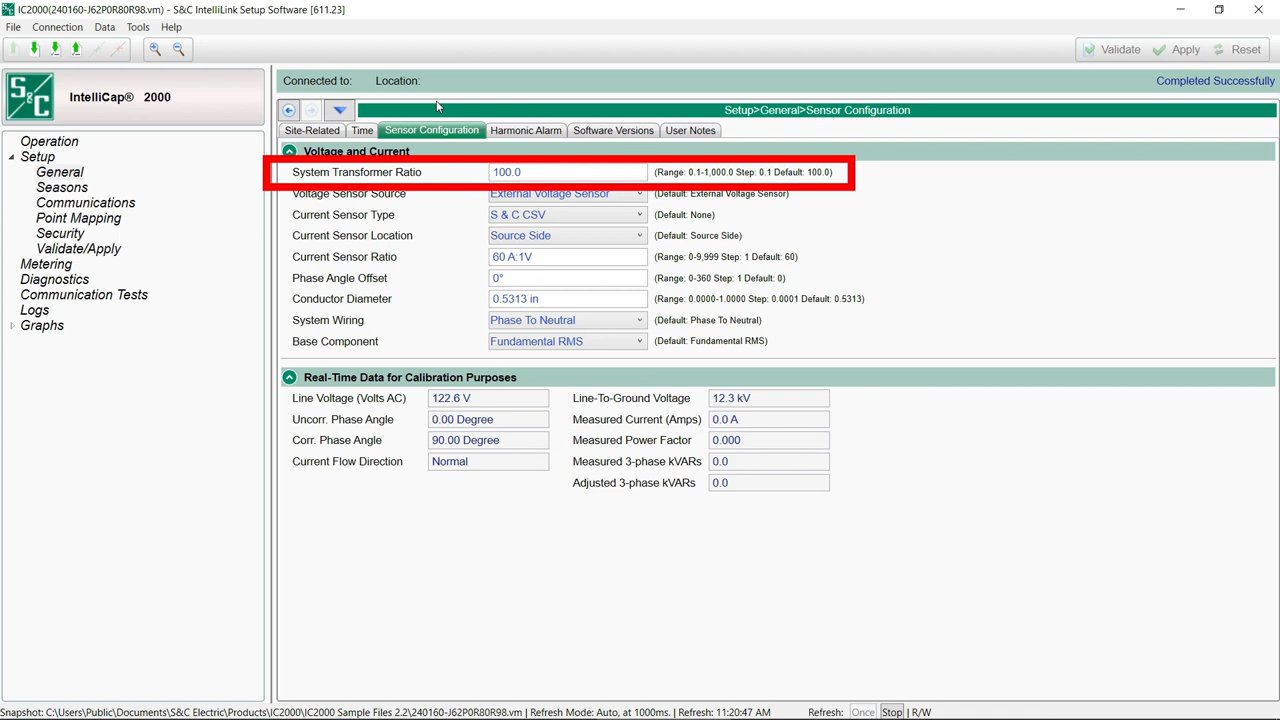 IC2000(240160-J62P0R80R98.vm) - S&C IntelliLink Setup Software [611.23]
File Connection Data Tools Help
Validate Apply Reset
S&C
IntelliCap® 2000
Connected to: Location: Completed Successfully
Setup>General>Sensor Configuration
Site-Related Time Sensor Configuration Harmonic Alarm Software Versions User Notes
Operation
Setup
General
Seasons
Communications
Point Mapping
Security
Validate/Apply
Metering
Diagnostics
Communication Tests
Logs
Graphs
Voltage and Current
System Transformer Ratio 100.0 (Range: 0.1-1,000.0 Step: 0.1 Default: 100.0)
Voltage Sensor Source External Voltage Sensor (Default: External Voltage Sensor)
Current Sensor Type S & C CSV (Default: None)
Current Sensor Location Source Side (Default: Source Side)
Current Sensor Ratio 60 A:1V (Range: 0-9,999 Step: 1 Default: 60)
Phase Angle Offset 0° (Range: 0-360 Step: 1 Default: 0)
Conductor Diameter 0.5313 in (Range: 0.0000-1.0000 Step: 0.0001 Default: 0.5313)
System Wiring Phase To Neutral (Default: Phase To Neutral)
Base Component Fundamental RMS (Default: Fundamental RMS)
Real-Time Data for Calibration Purposes
Line Voltage (Volts AC) 122.6 V Line-To-Ground Voltage 12.3 kV
Uncorr. Phase Angle 0.00 Degree Measured Current (Amps) 0.0 A
Corr. Phase Angle 90.00 Degree Measured Power Factor 0.000
Current Flow Direction Normal Measured 3-phase kVARs 0.0
Adjusted 3-phase kVARs 0.0
Snapshot: C:\Users\Public\Documents\S&C Electric\Products\IC2000\IC2000 Sample Files 2.2\240160-J62P0R80R98.vm | Refresh Mode: Auto, at 1000ms. | Refresh: 11:20:47 AM Refresh: Once Stop | R/W